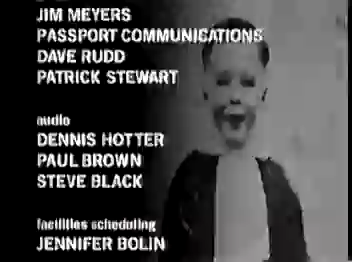 JIM MEYERS
PASSPORT COMMUNICATIONS
DAVE RUDD
PATRICK STEWART
audio
DENNIS HOTTER
PAUL BROWN
STEVE BLACK
facilities scheduling
JENNIFER BOLIN